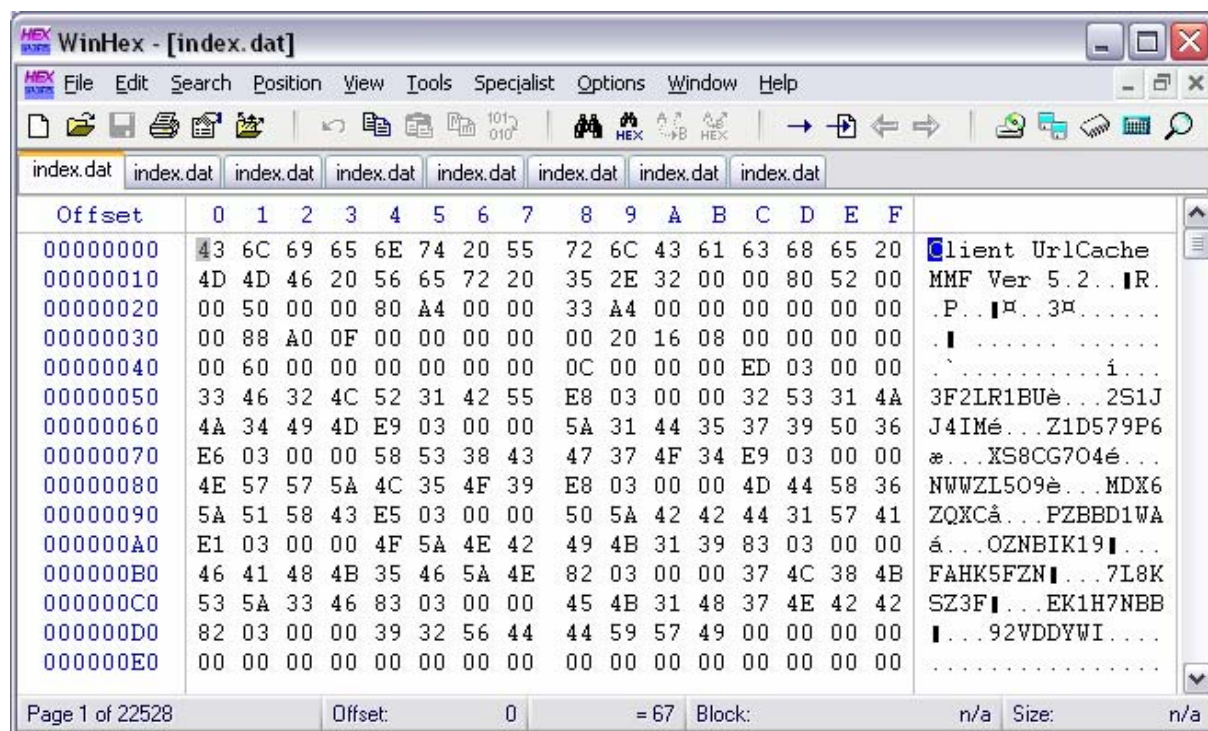 WinHex - [index.dat]
File Edit Search Position View Tools Specialist Options Window Help
index.dat index.dat index.dat index.dat index.dat index.dat index.dat index.dat
Offset 0 1 2 3 4 5 6 7 8 9 A B C D E F
00000000 43 6C 69 65 6E 74 20 55 72 6C 43 61 63 68 65 20 Client UrlCache
00000010 4D 4D 46 20 56 65 72 20 35 2E 32 00 00 80 52 00 MMF Ver 5.2..▮R.
00000020 00 50 00 00 80 A4 00 00 33 A4 00 00 00 00 00 00 .P..▮¤..3¤......
00000030 00 88 A0 0F 00 00 00 00 00 20 16 08 00 00 00 00 .▮ ...... ......
00000040 00 60 00 00 00 00 00 00 0C 00 00 00 ED 03 00 00 .`..........í...
00000050 33 46 32 4C 52 31 42 55 E8 03 00 00 32 53 31 4A 3F2LR1BUè...2S1J
00000060 4A 34 49 4D E9 03 00 00 5A 31 44 35 37 39 50 36 J4IMé...Z1D579P6
00000070 E6 03 00 00 58 53 38 43 47 37 4F 34 E9 03 00 00 æ...XS8CG7O4é...
00000080 4E 57 57 5A 4C 35 4F 39 E8 03 00 00 4D 44 58 36 NWWZL5O9è...MDX6
00000090 5A 51 58 43 E5 03 00 00 50 5A 42 42 44 31 57 41 ZQXCå...PZBBD1WA
000000A0 E1 03 00 00 4F 5A 4E 42 49 4B 31 39 83 03 00 00 á...OZNBIK19▮...
000000B0 46 41 48 4B 35 46 5A 4E 82 03 00 00 37 4C 38 4B FAHK5FZN▮...7L8K
000000C0 53 5A 33 46 83 03 00 00 45 4B 31 48 37 4E 42 42 SZ3F▮...EK1H7NBB
000000D0 82 03 00 00 39 32 56 44 44 59 57 49 00 00 00 00 ▮...92VDDYWI....
000000E0 00 00 00 00 00 00 00 00 00 00 00 00 00 00 00 00 ................
Page 1 of 22528 Offset: 0 = 67 Block: n/a Size: n/a